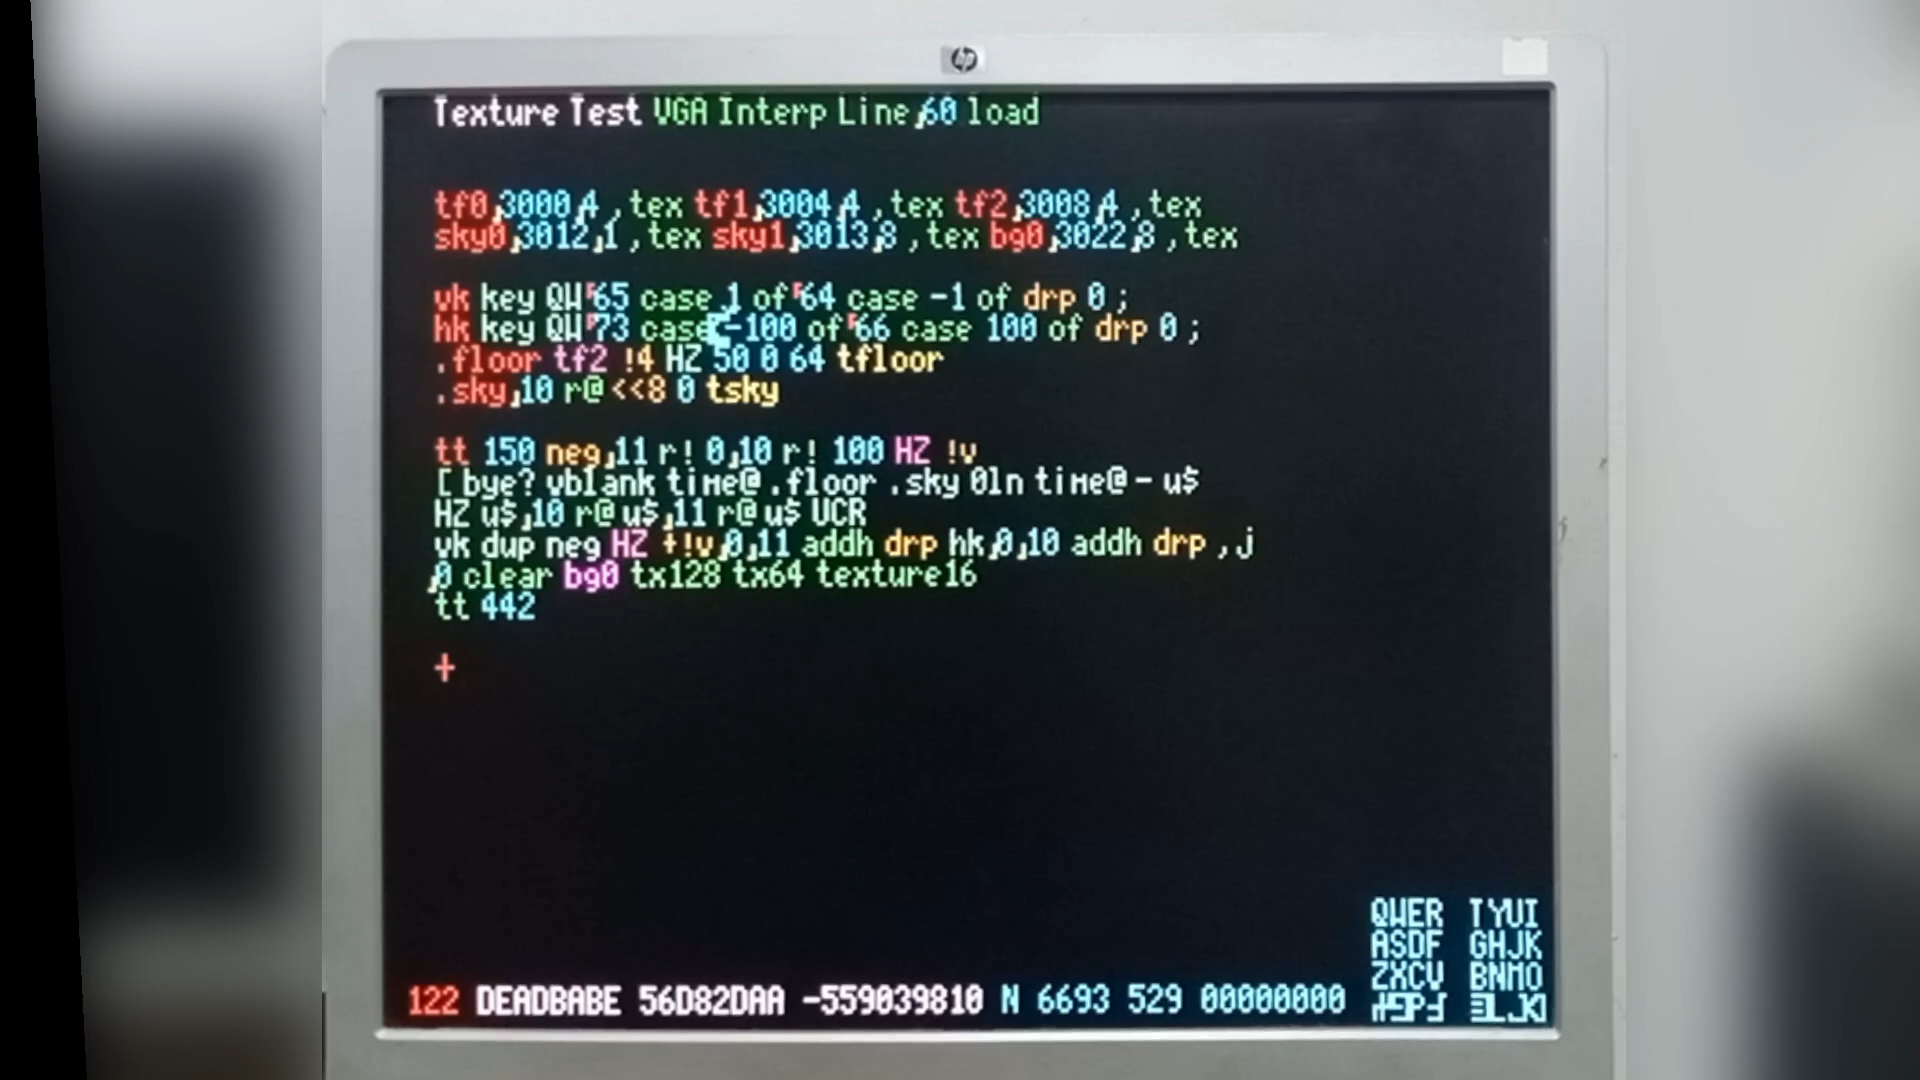 hp
Texture Test VGA Interp Line,60 load
tf0,3000,4 ,tex tf1,3004,4 ,tex tf2,3008,4 ,tex
sky0,3012,1 ,tex sky1,3013,8 ,tex bg0,3022,8 ,tex
vk key QW 65 case 1 of 64 case -1 of drp 0 ;
hk key QW 73 case -100 of 66 case 100 of drp 0 ;
.floor tf2 !4 HZ 50 0 64 tfloor
.sky,10 r@ <<8 0 tsky
tt 150 neg,11 r! 0,10 r! 100 HZ !v
[ bye? vblank time@ .floor .sky 0ln time@ - u$
HZ u$,10 r@ u$,11 r@ u$ UCR
vk dup neg HZ +!v,0,11 addh drp hk,0,10 addh drp ,j
,0 clear bg0 tx128 tx64 texture16
tt 442
+
QWER TYUI
ASDF GHJK
ZXCV BNMO
122 DEADBABE 56D82DAA -559039810 N 6693 529 00000000